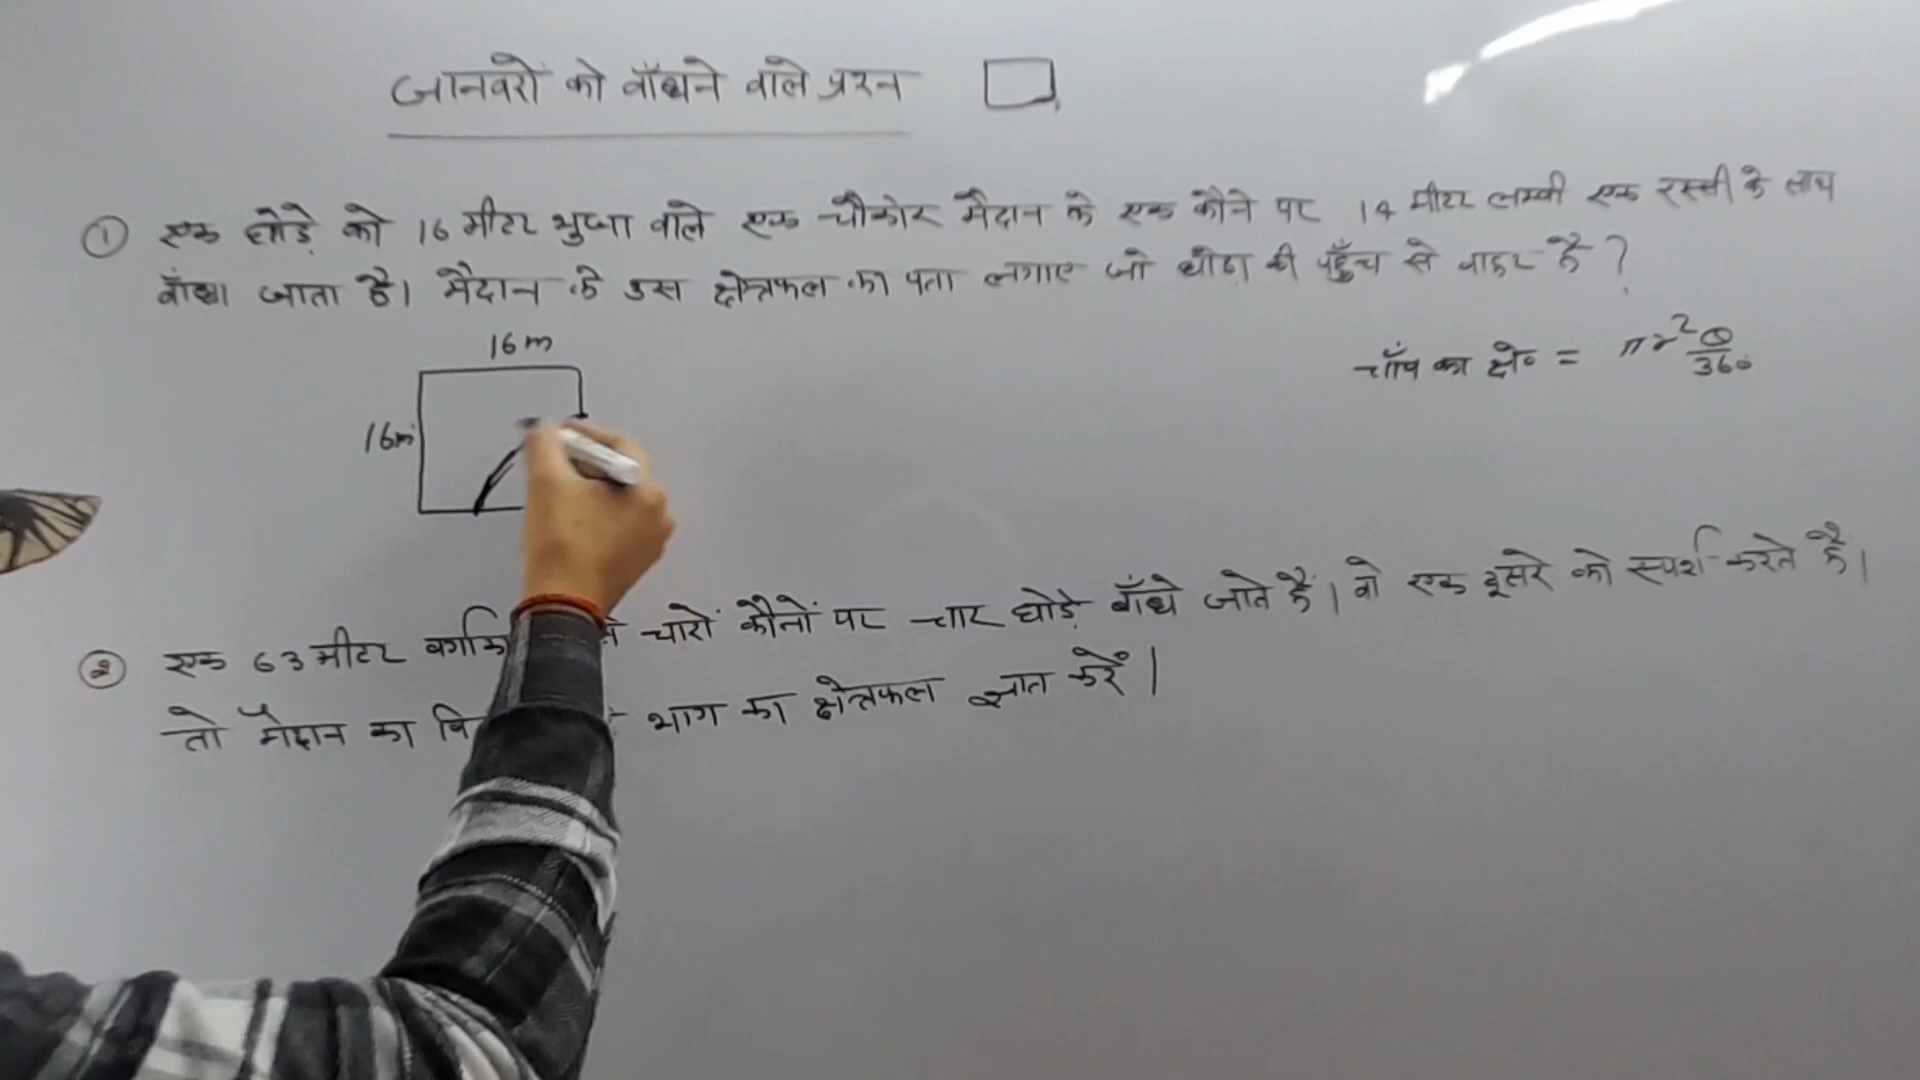 जानवरों को बाँधने वाले प्रश्न
① एक घोड़े को 16 मीटर भुजा वाले एक चौकोर मैदान के एक कौने पर 14 मीटर लम्बी एक रस्सी के साथ
बाँधा जाता है। मैदान के उस क्षेत्रफल का पता लगाए जो घोड़ा की पहुँच से बाहर है?
16m
चाँप का क्षे० = πr² θ/360
16m
② एक 63 मीटर चारों कौनों पर चार घोड़े बाँधे जाते हैं। वो एक दूसरे को स्पर्श करते हैं।
तो मैदान का भाग का क्षेत्रफल ज्ञात करें।